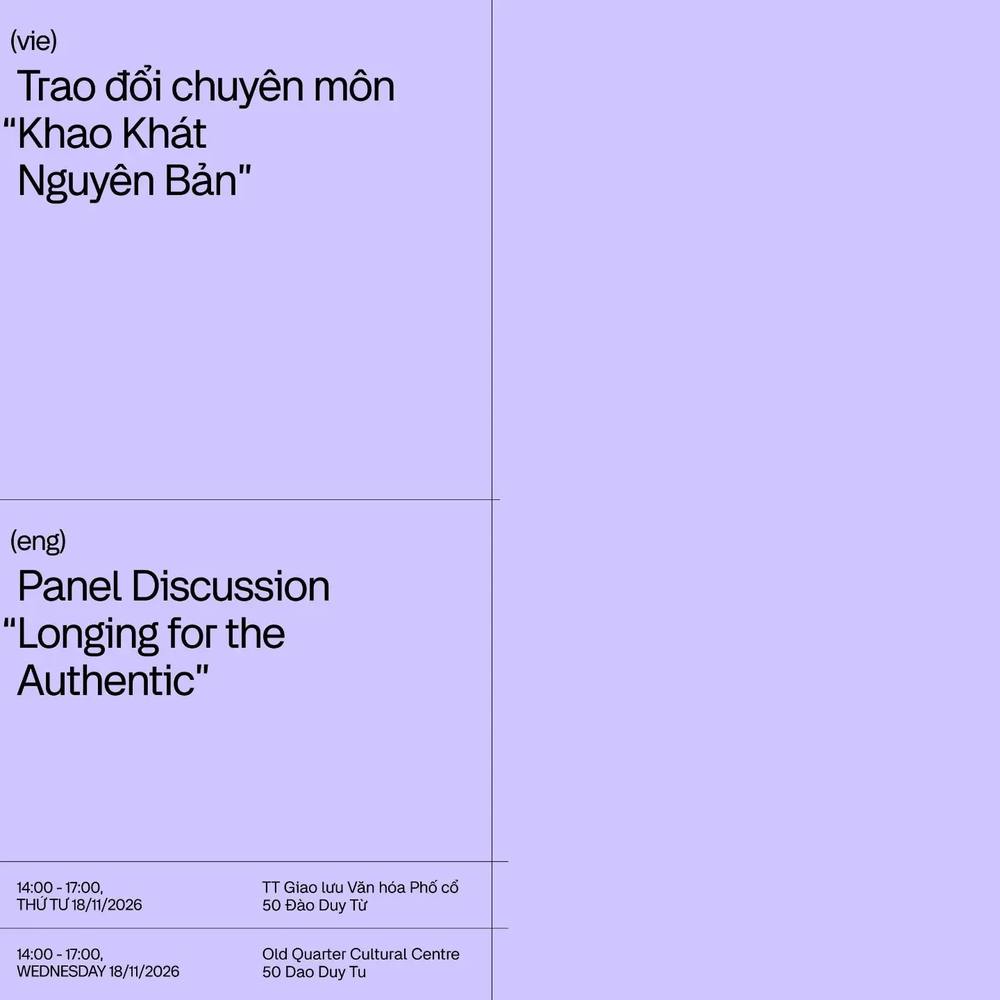 (vie)
Trao đổi chuyên môn
“Khao Khát
Nguyên Bản”
(eng)
Panel Discussion
“Longing for the
Authentic”
14:00 - 17:00,
THỨ TƯ 18/11/2026
TT Giao lưu Văn hóa Phố cổ
50 Đào Duy Từ
14:00 - 17:00,
WEDNESDAY 18/11/2026
Old Quarter Cultural Centre
50 Dao Duy Tu